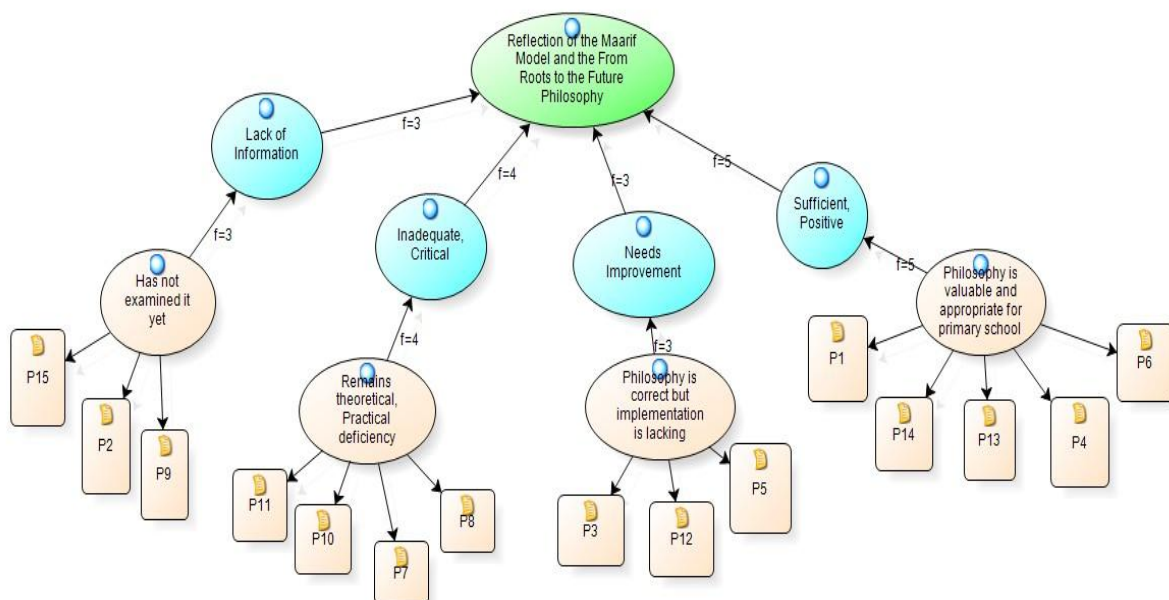 Reflection of the Maarif
Model and the From
Roots to the Future
Philosophy
Lack of
Information
f=3
f=4
f=3
f=5
Inadequate,
Critical
Needs
Improvement
Sufficient,
Positive
f=3
f=4
f=3
f=5
Has not
examined it
yet
Remains
theoretical,
Practical
deficiency
Philosophy is
correct but
implementation
is lacking
Philosophy is
valuable and
appropriate for
primary school
P15
P2
P9
P11
P10
P7
P8
P3
P12
P5
P1
P14
P13
P4
P6